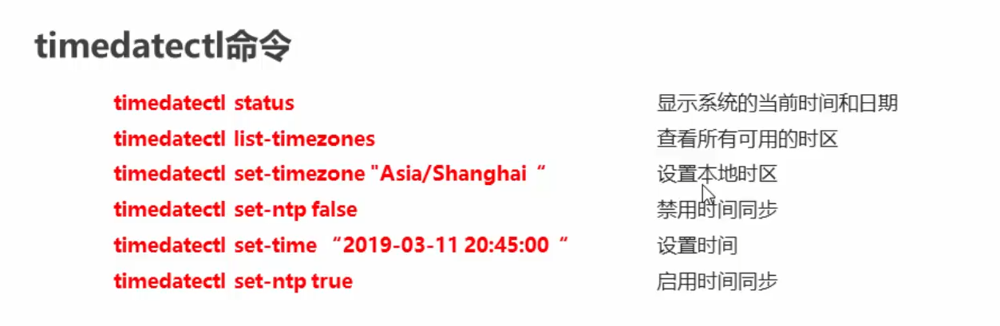 timedatectl命令
timedatectl status 显示系统的当前时间和日期
timedatectl list-timezones 查看所有可用的时区
timedatectl set-timezone "Asia/Shanghai “ 设置本地时区
timedatectl set-ntp false 禁用时间同步
timedatectl set-time “2019-03-11 20:45:00 “ 设置时间
timedatectl set-ntp true 启用时间同步